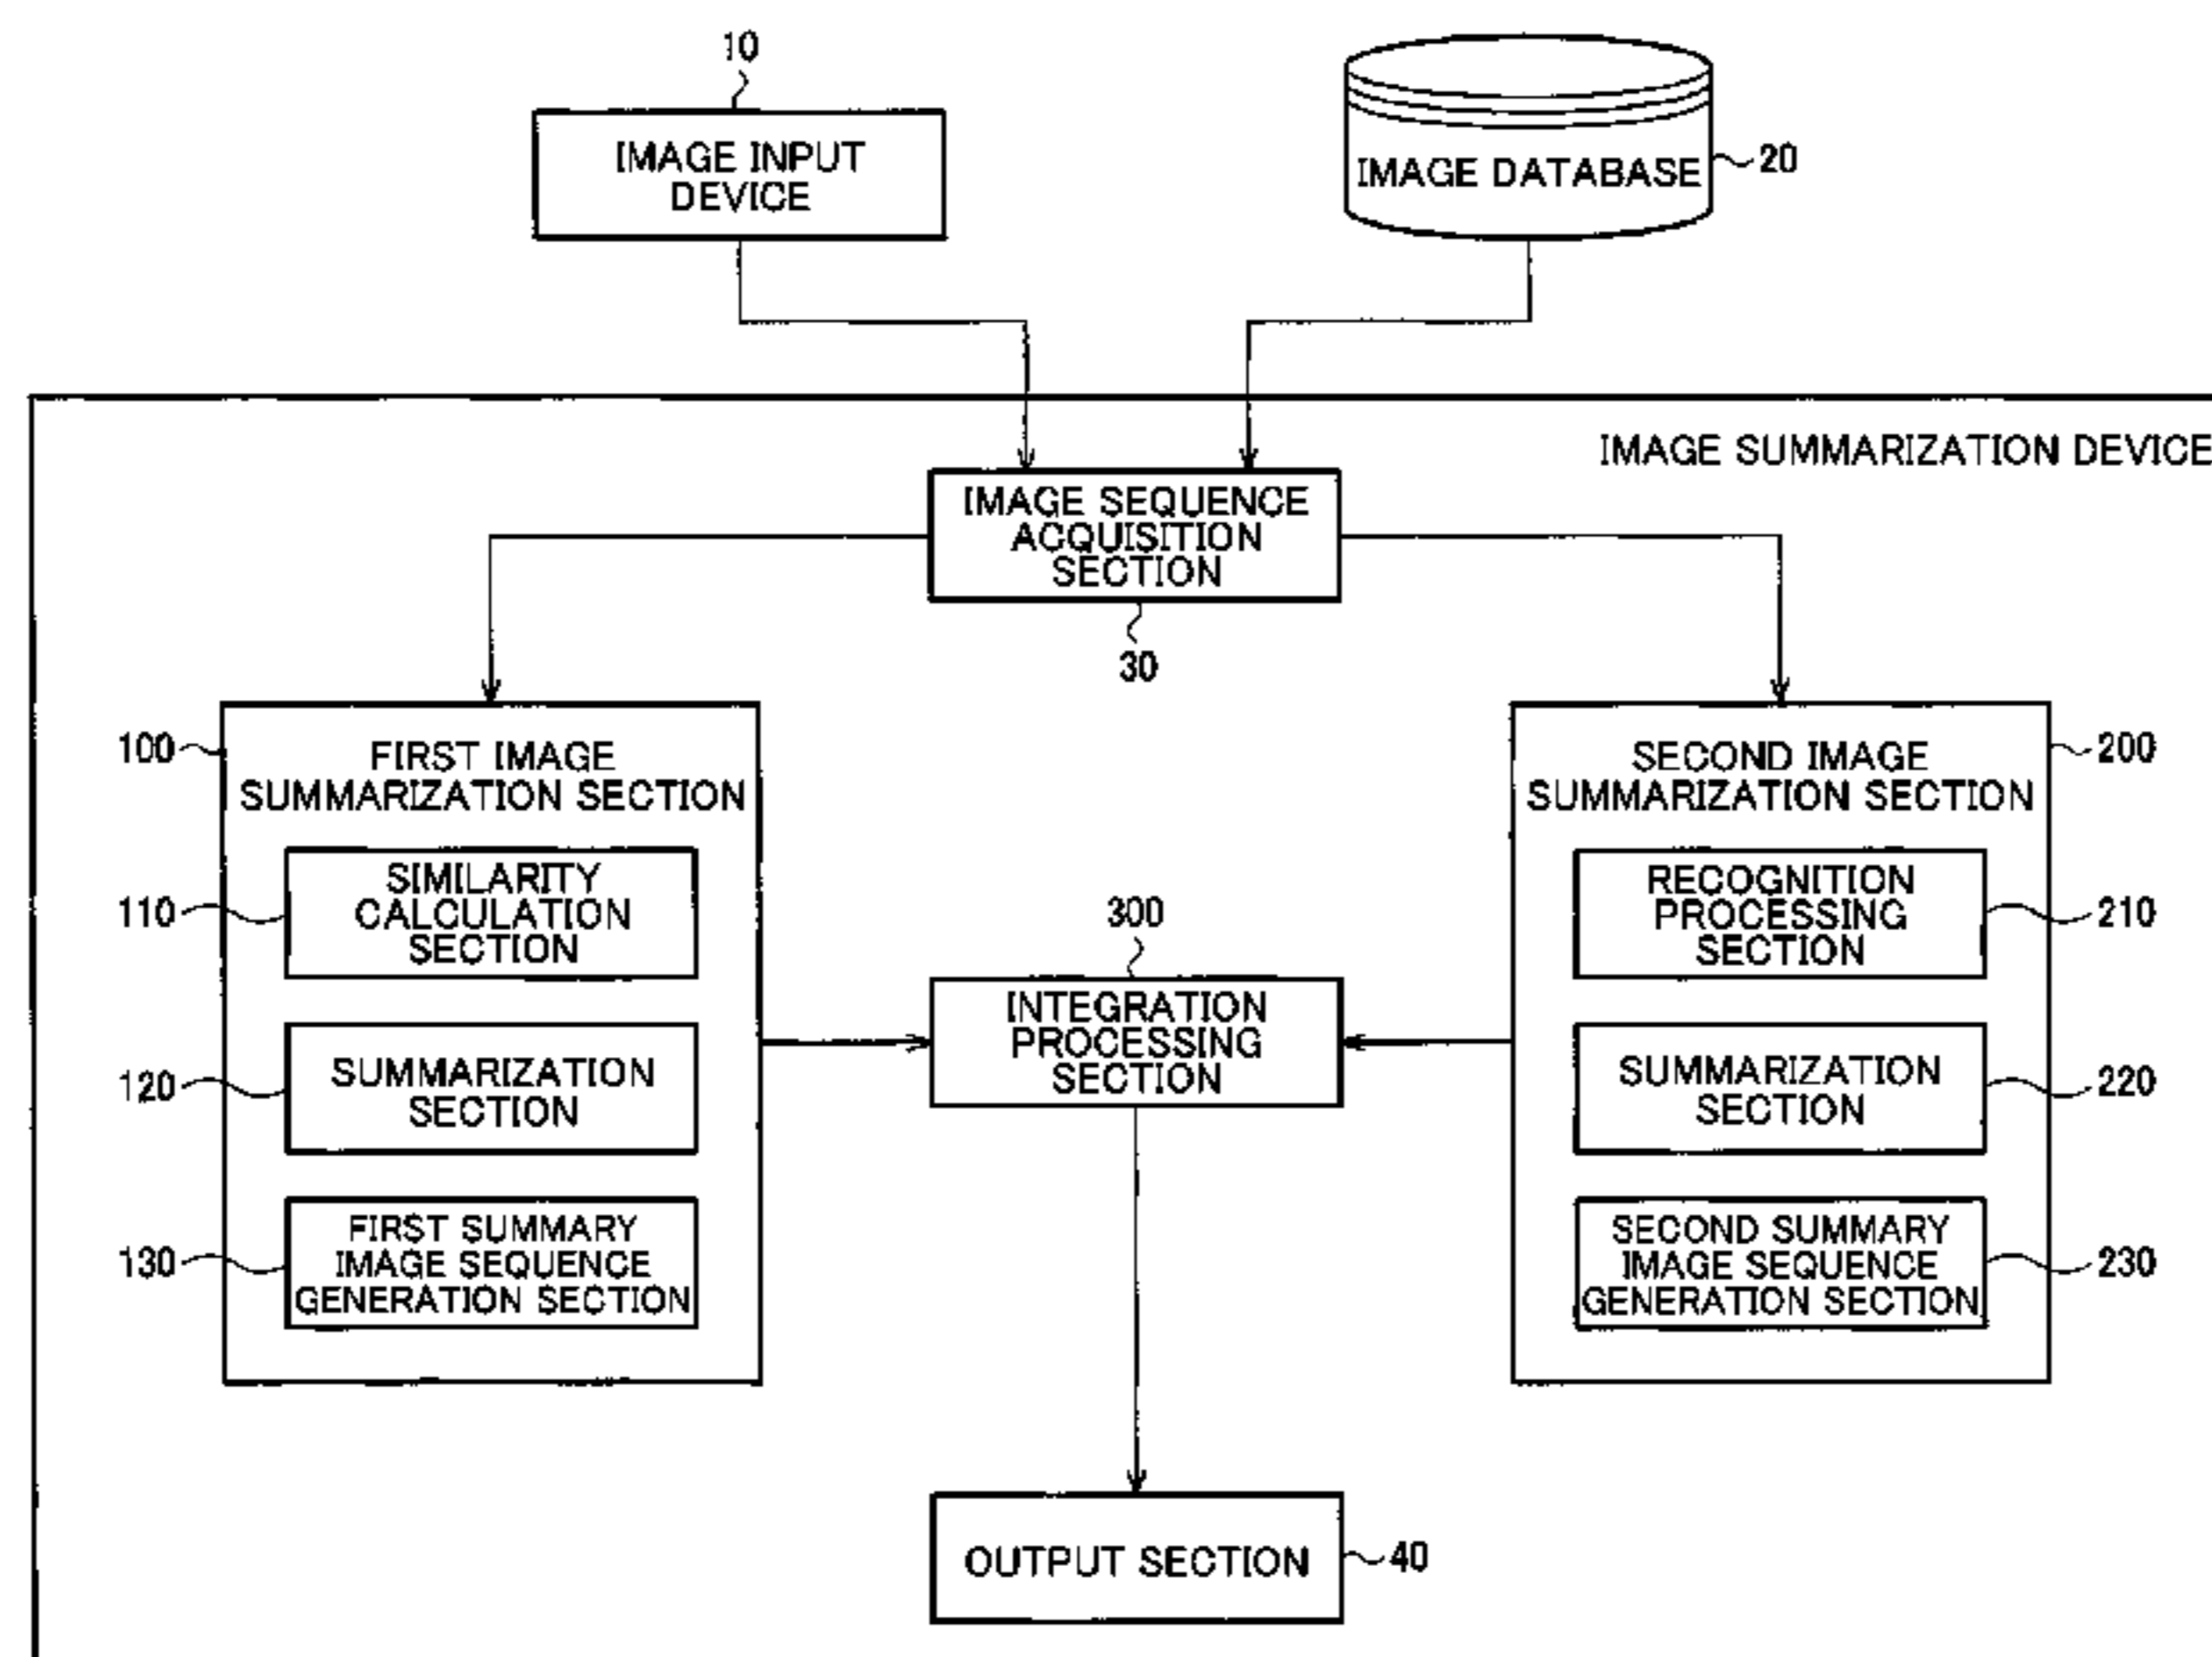 10
IMAGE INPUT
DEVICE
IMAGE DATABASE
20
IMAGE SUMMARIZATION DEVICE
IMAGE SEQUENCE
ACQUISITION
SECTION
30
100
FIRST IMAGE
SUMMARIZATION SECTION
110
SIMILARITY
CALCULATION
SECTION
120
SUMMARIZATION
SECTION
130
FIRST SUMMARY
IMAGE SEQUENCE
GENERATION SECTION
300
INTEGRATION
PROCESSING
SECTION
SECOND IMAGE
SUMMARIZATION SECTION
200
RECOGNITION
PROCESSING
SECTION
210
SUMMARIZATION
SECTION
220
SECOND SUMMARY
IMAGE SEQUENCE
GENERATION SECTION
230
OUTPUT SECTION
40